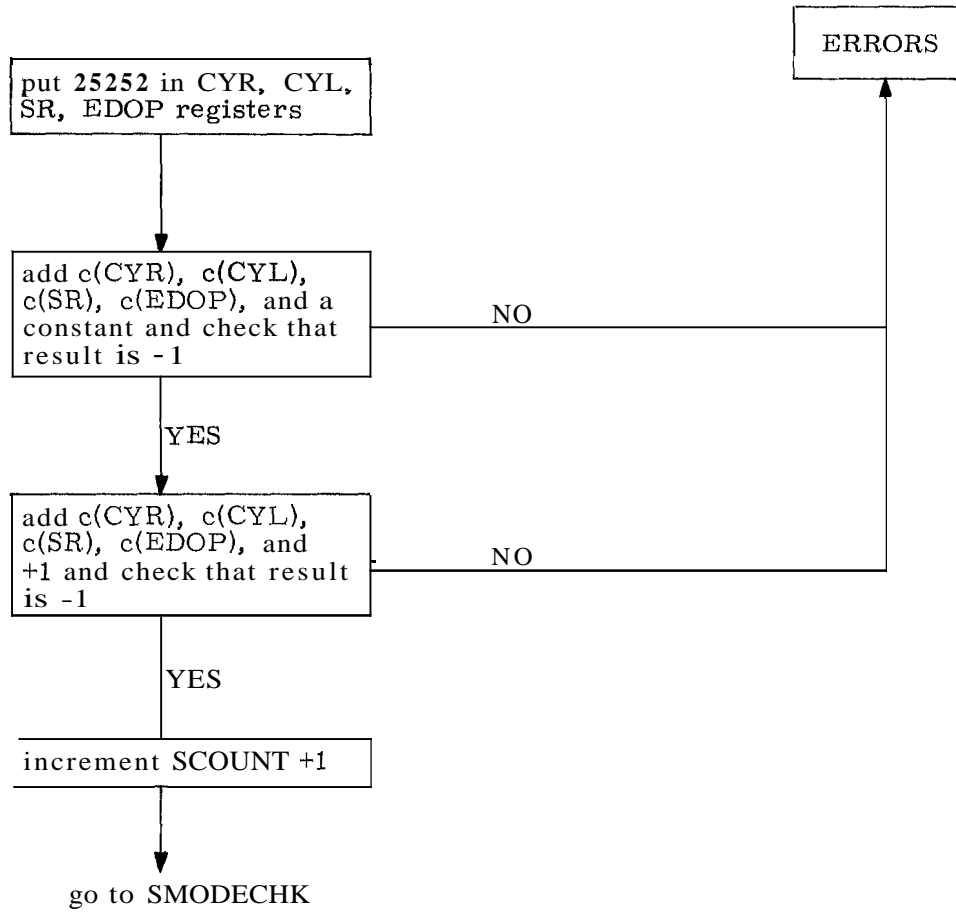 ERRORS
put 25252 in CYR, CYL,
SR, EDOP registers
add c(CYR), c(CYL),
c(SR), c(EDOP), and a
constant and check that
result is -1
NO
YES
add c(CYR), c(CYL),
c(SR), c(EDOP), and
+1 and check that result
is -1
NO
YES
increment SCOUNT +1
go to SMODECHK